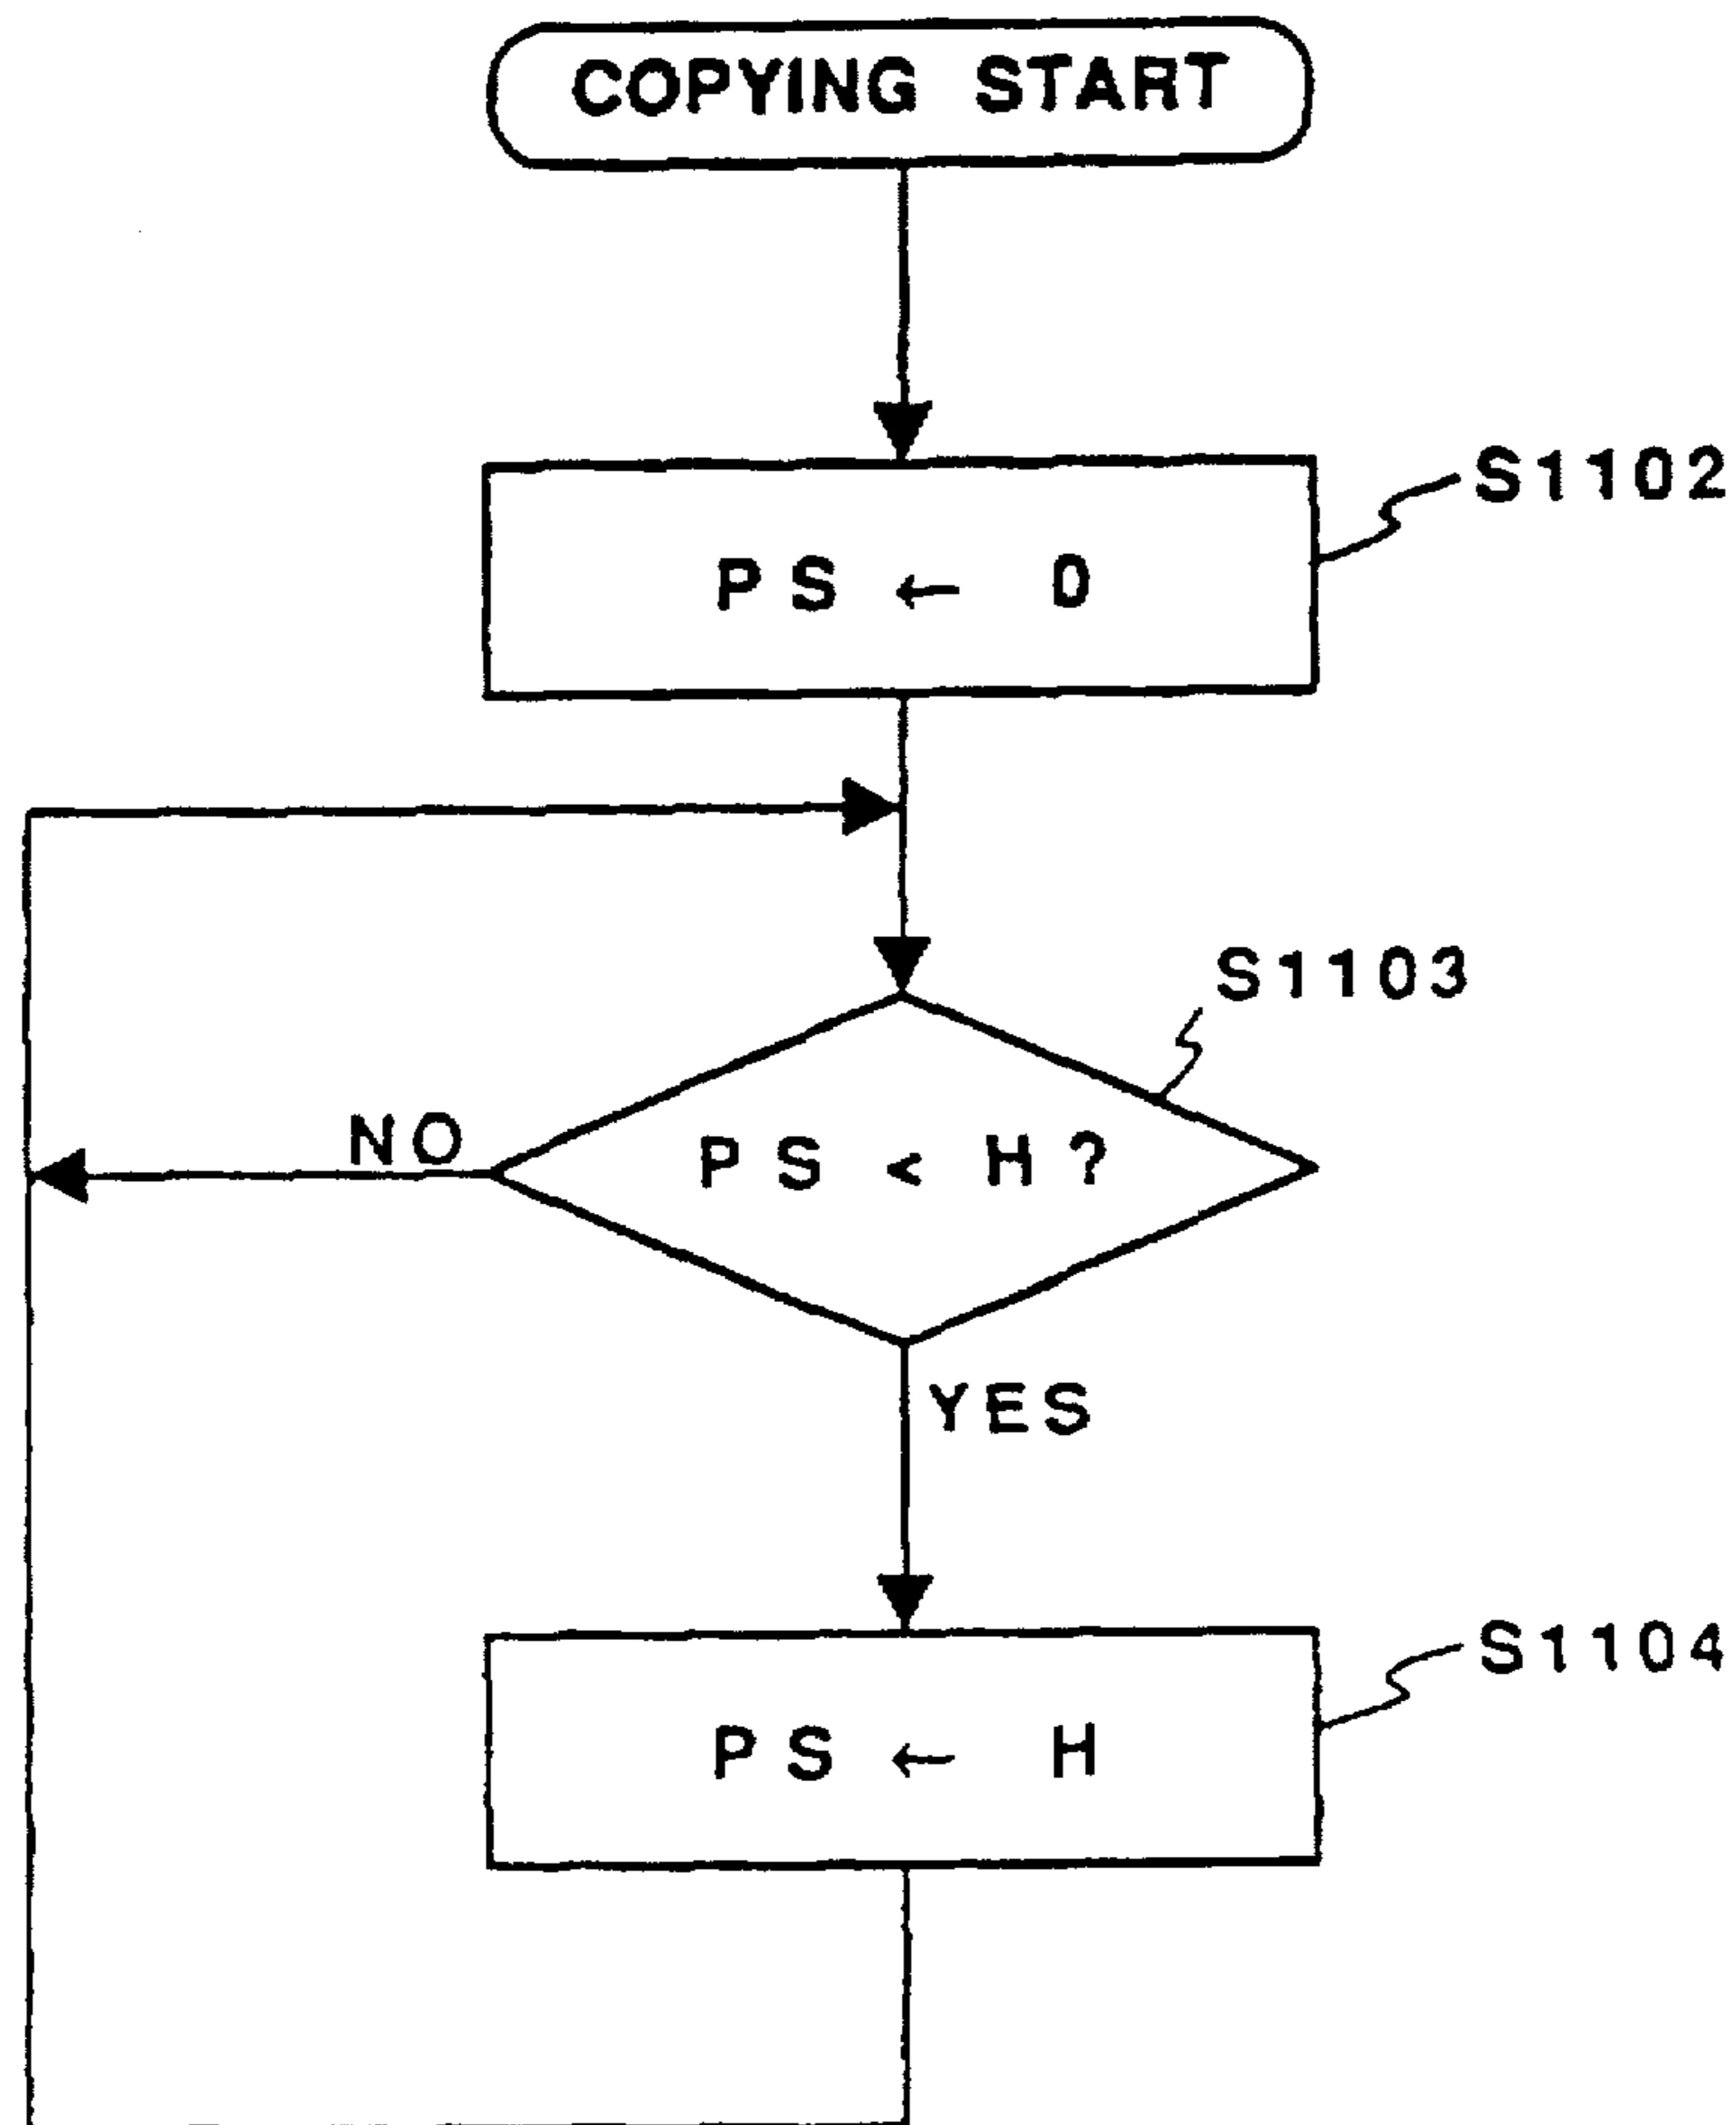 COPYING START
S1102
PS ← 0
S1103
NO
PS < H?
YES
S1104
PS ← H